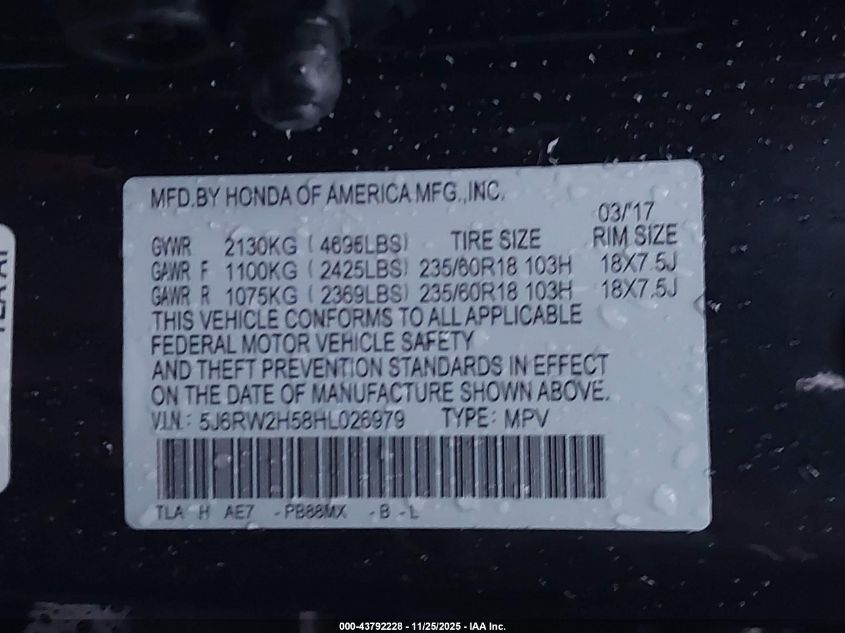 MFD.BY HONDA OF AMERICA MFG.,INC.
03/'17
GVWR 2130KG ( 4696LBS) TIRE SIZE RIM SIZE
GAWR F 1100KG ( 2425LBS) 235/60R18 103H 18X7.5J
GAWR R 1075KG ( 2369LBS) 235/60R18 103H 18X7.5J
THIS VEHICLE CONFORMS TO ALL APPLICABLE
FEDERAL MOTOR VEHICLE SAFETY
AND THEFT PREVENTION STANDARDS IN EFFECT
ON THE DATE OF MANUFACTURE SHOWN ABOVE.
V.I.N.: 5J6RW2H58HL026979 TYPE: MPV
TLA H AE7 -PB88MX -B -L
000-43792228 - 11/25/2025 - IAA Inc.